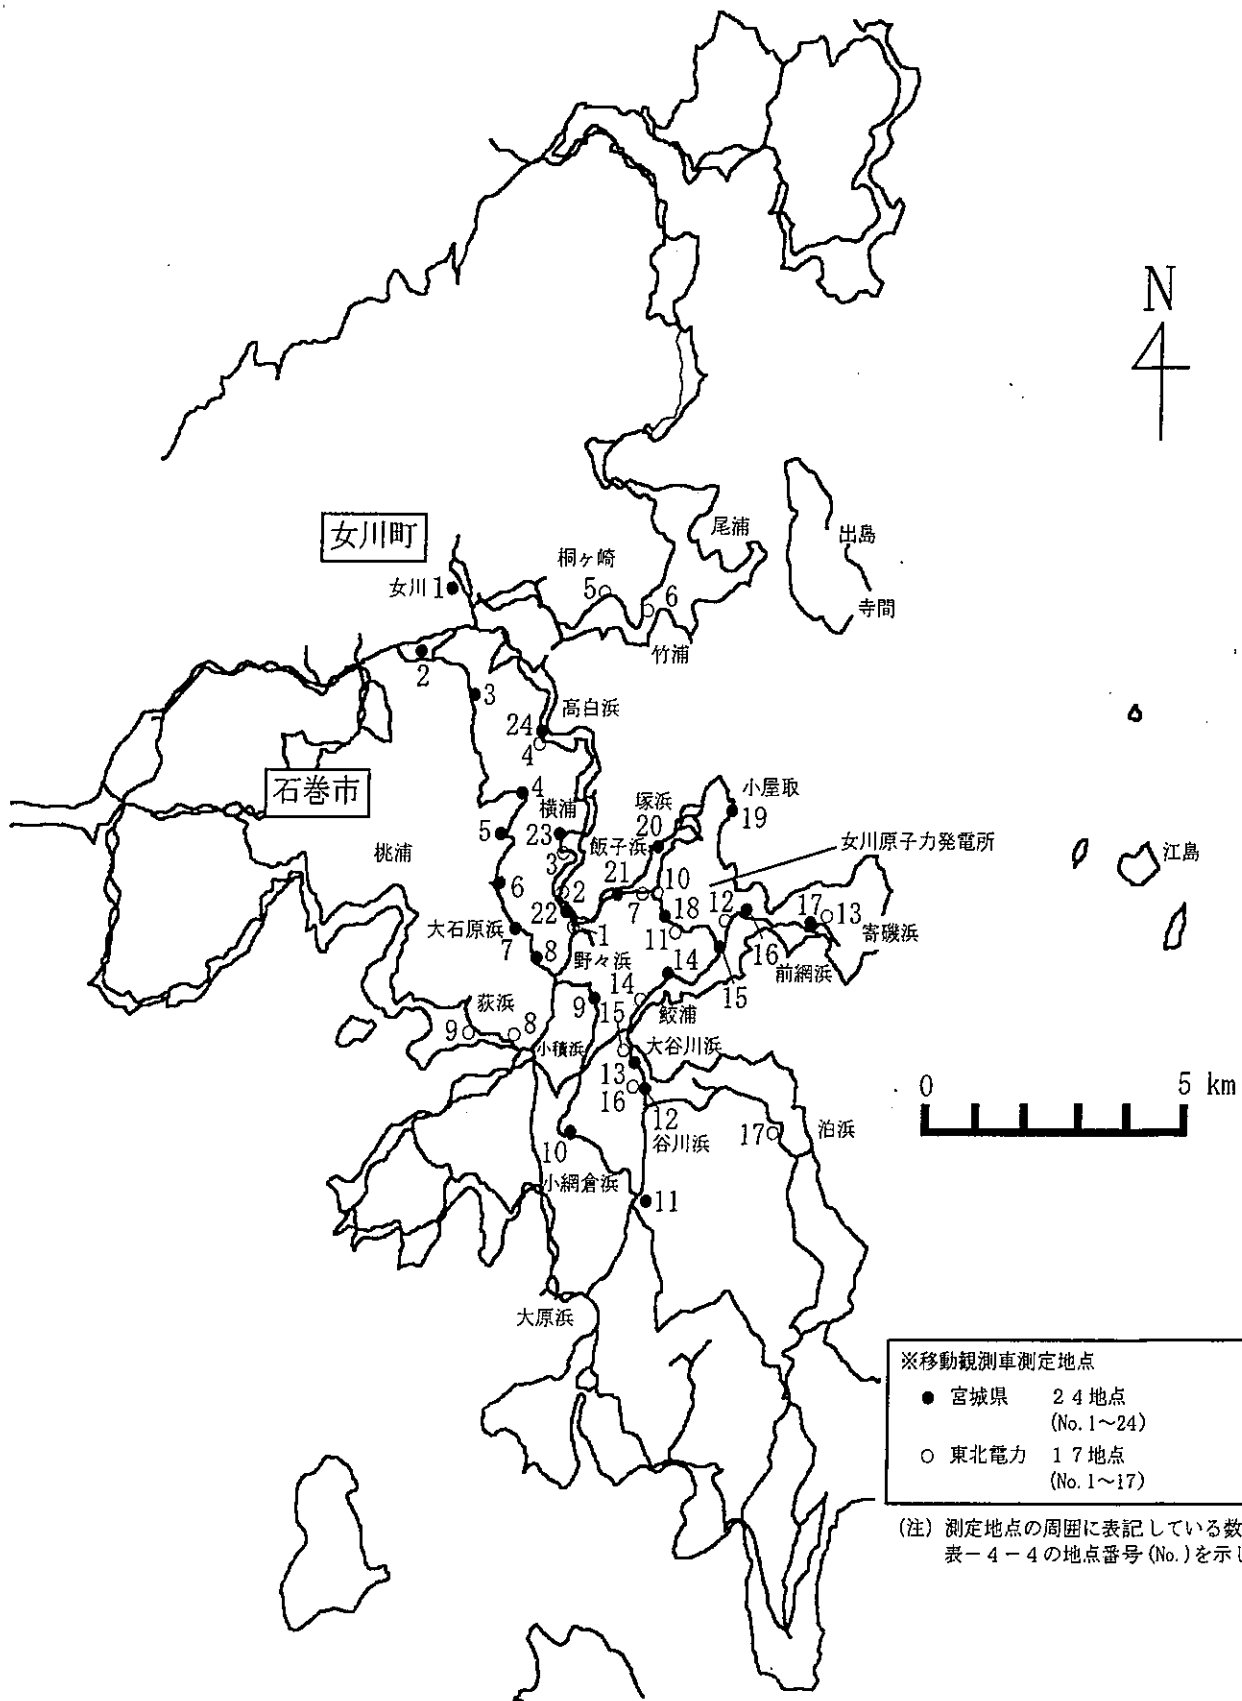 N
尾浦
出島
女川町
桐ヶ崎
女川 1
5
6
寺間
竹浦
2
3
高白浜
24
4
石巻市
4
横浦
小屋取
19
塚浜
20
23
5
女川原子力発電所
桃浦
3
飯子浜
江島
6
21
10
2
7
18
12
17
13
22
大石原浜
1
11
16
寄磯浜
7
8
野々浜
14
前網浜
15
9
14
荻浜
15
鮫浦
9
8
小積浜
大谷川浜
13
16
0
5 km
12
10
谷川浜
17
泊浜
小網倉浜
11
大原浜
※移動観測車測定地点
● 宮城県 24地点
(No.1~24)
○ 東北電力 17地点
(No.1~17)
(注) 測定地点の周囲に表記している数
表-4-4の地点番号(No.)を示し